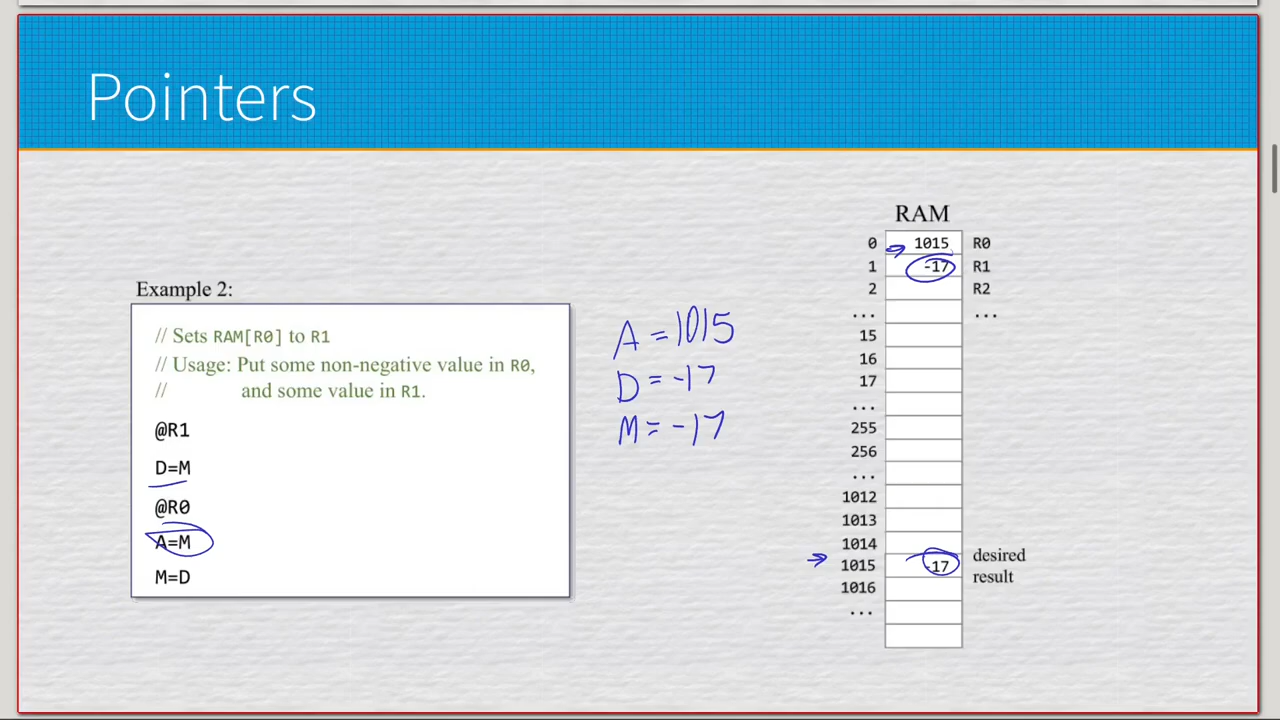 Pointers
Example 2:
// Sets RAM[R0] to R1
// Usage: Put some non-negative value in R0,
// and some value in R1.
@R1
D=M
@R0
A=M
M=D
A = 1015
D = -17
M = -17
RAM
0 1015 R0
1 -17 R1
2 R2
... ...
15
16
17
...
255
256
...
1012
1013
1014
1015 -17 desired
result
1016
...